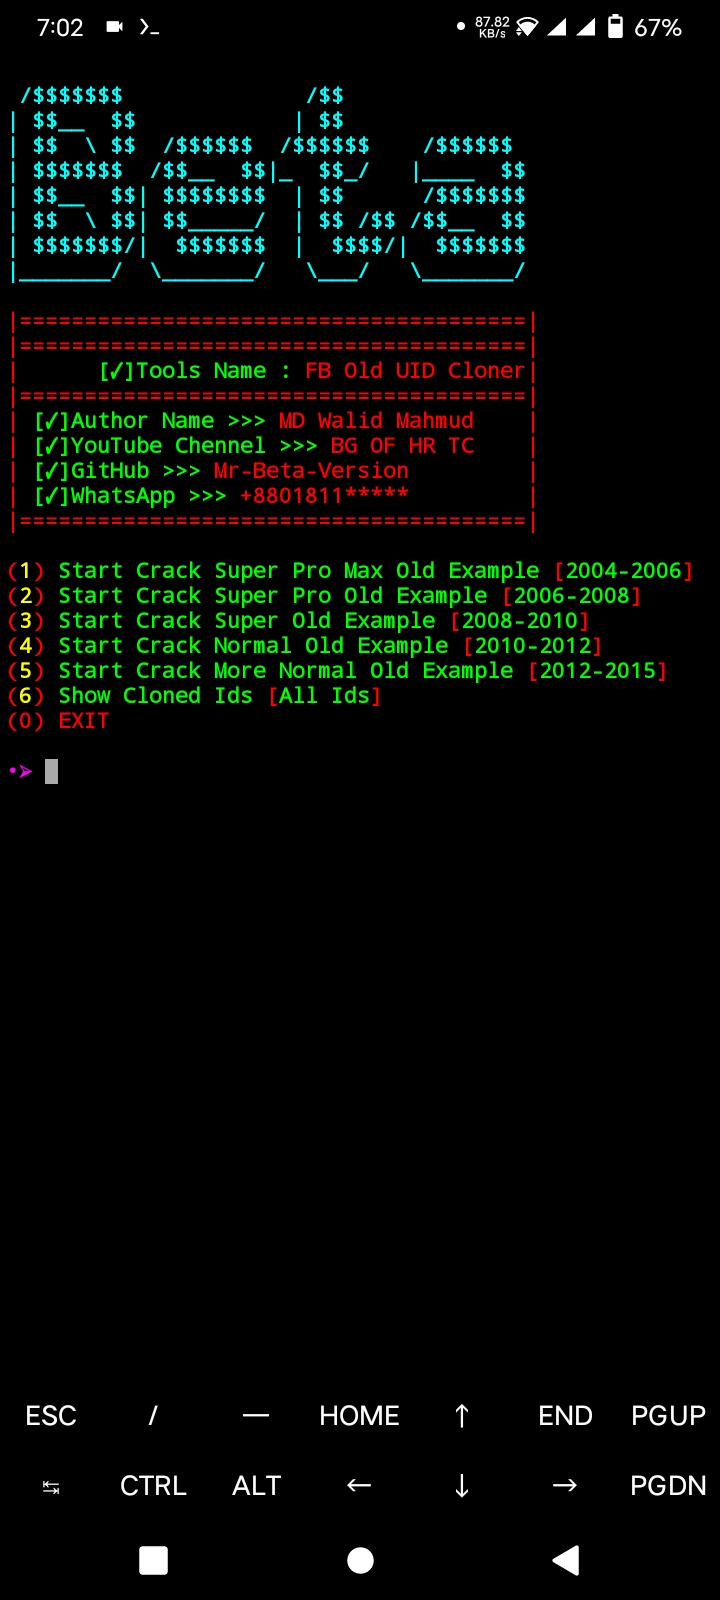 7:02 87.82 KB/s 67%
 /$$$$$$$              /$$
| $$__  $$            | $$
| $$  \ $$  /$$$$$$  /$$$$$$    /$$$$$$
| $$$$$$$  /$$__  $$|_  $$_/   |____  $$
| $$__  $$| $$$$$$$$  | $$      /$$$$$$$
| $$  \ $$| $$_____/  | $$ /$$ /$$__  $$
| $$$$$$$/|  $$$$$$$  |  $$$$/|  $$$$$$$
|_______/  \_______/   \___/   \_______/
|=======================================|
|=======================================|
|      [✓]Tools Name : FB Old UID Cloner|
|=======================================|
| [✓]Author Name >>> MD Walid Mahmud    |
| [✓]YouTube Chennel >>> BG OF HR TC    |
| [✓]GitHub >>> Mr-Beta-Version         |
| [✓]WhatsApp >>> +8801811*****         |
|=======================================|
(1) Start Crack Super Pro Max Old Example [2004-2006]
(2) Start Crack Super Pro Old Example [2006-2008]
(3) Start Crack Super Old Example [2008-2010]
(4) Start Crack Normal Old Example [2010-2012]
(5) Start Crack More Normal Old Example [2012-2015]
(6) Show Cloned Ids [All Ids]
(0) EXIT
•➤
ESC / — HOME ↑ END PGUP
↹ CTRL ALT ← ↓ → PGDN